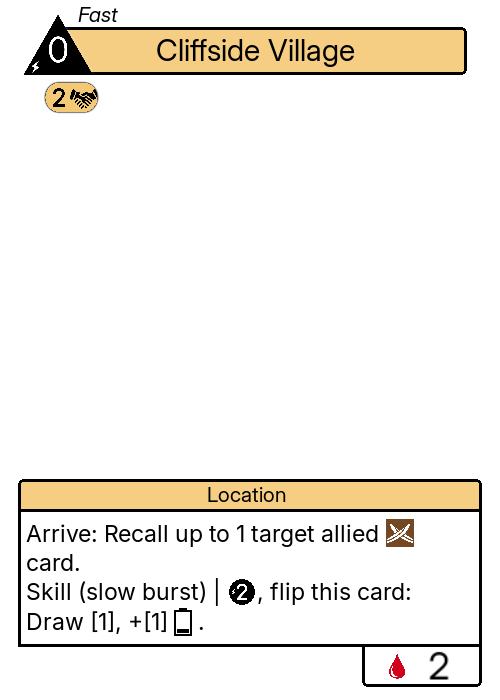 Fast
0
Cliffside Village
2
Location
Arrive: Recall up to 1 target allied
card.
Skill (slow burst) | 2, flip this card:
Draw [1], +[1] .
2